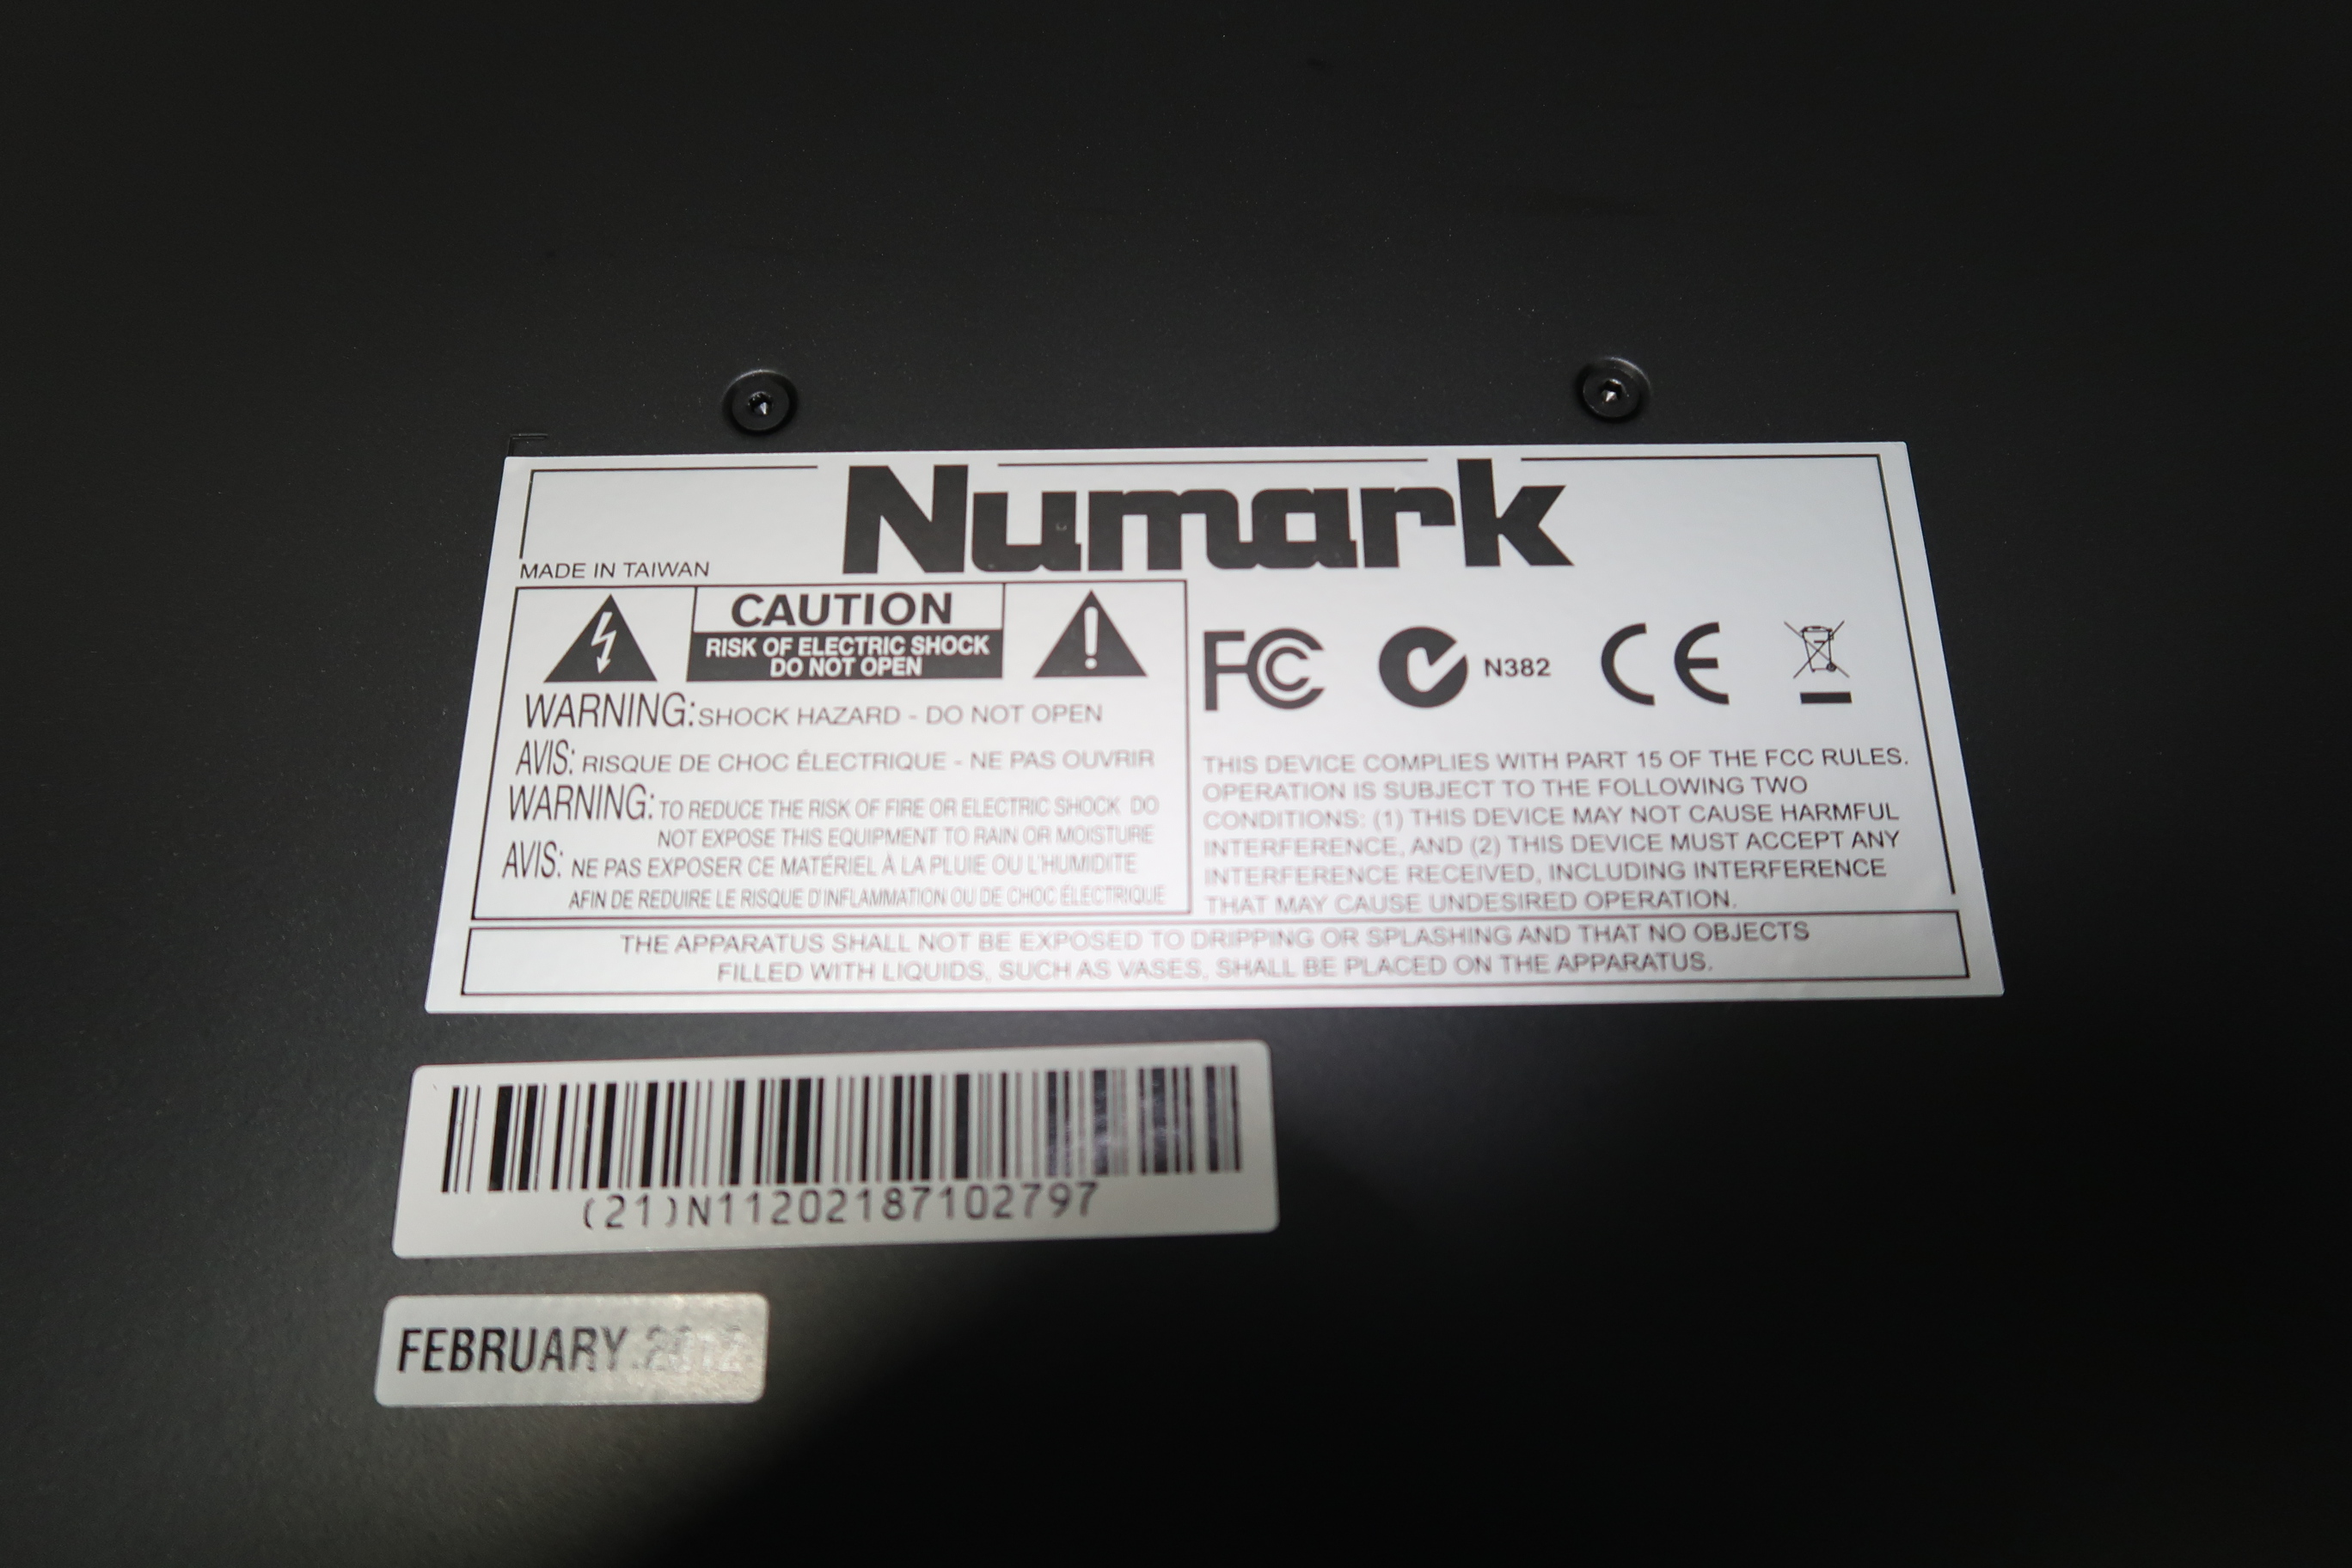 Numark
MADE IN TAIWAN
CAUTION
RISK OF ELECTRIC SHOCK
DO NOT OPEN
WARNING: SHOCK HAZARD - DO NOT OPEN
AVIS: RISQUE DE CHOC ÉLECTRIQUE - NE PAS OUVRIR
WARNING: TO REDUCE THE RISK OF FIRE OR ELECTRIC SHOCK DO
NOT EXPOSE THIS EQUIPMENT TO RAIN OR MOISTURE
AVIS: NE PAS EXPOSER CE MATÉRIEL À LA PLUIE OU L'HUMIDITE
AFIN DE REDUIRE LE RISQUE D'INFLAMMATION OU DE CHOC ÉLECTRIQUE
FC
N382
CE
THIS DEVICE COMPLIES WITH PART 15 OF THE FCC RULES.
OPERATION IS SUBJECT TO THE FOLLOWING TWO
CONDITIONS: (1) THIS DEVICE MAY NOT CAUSE HARMFUL
INTERFERENCE, AND (2) THIS DEVICE MUST ACCEPT ANY
INTERFERENCE RECEIVED, INCLUDING INTERFERENCE
THAT MAY CAUSE UNDESIRED OPERATION.
THE APPARATUS SHALL NOT BE EXPOSED TO DRIPPING OR SPLASHING AND THAT NO OBJECTS
FILLED WITH LIQUIDS, SUCH AS VASES, SHALL BE PLACED ON THE APPARATUS.
(21)N11202187102797
FEBRUARY.2012